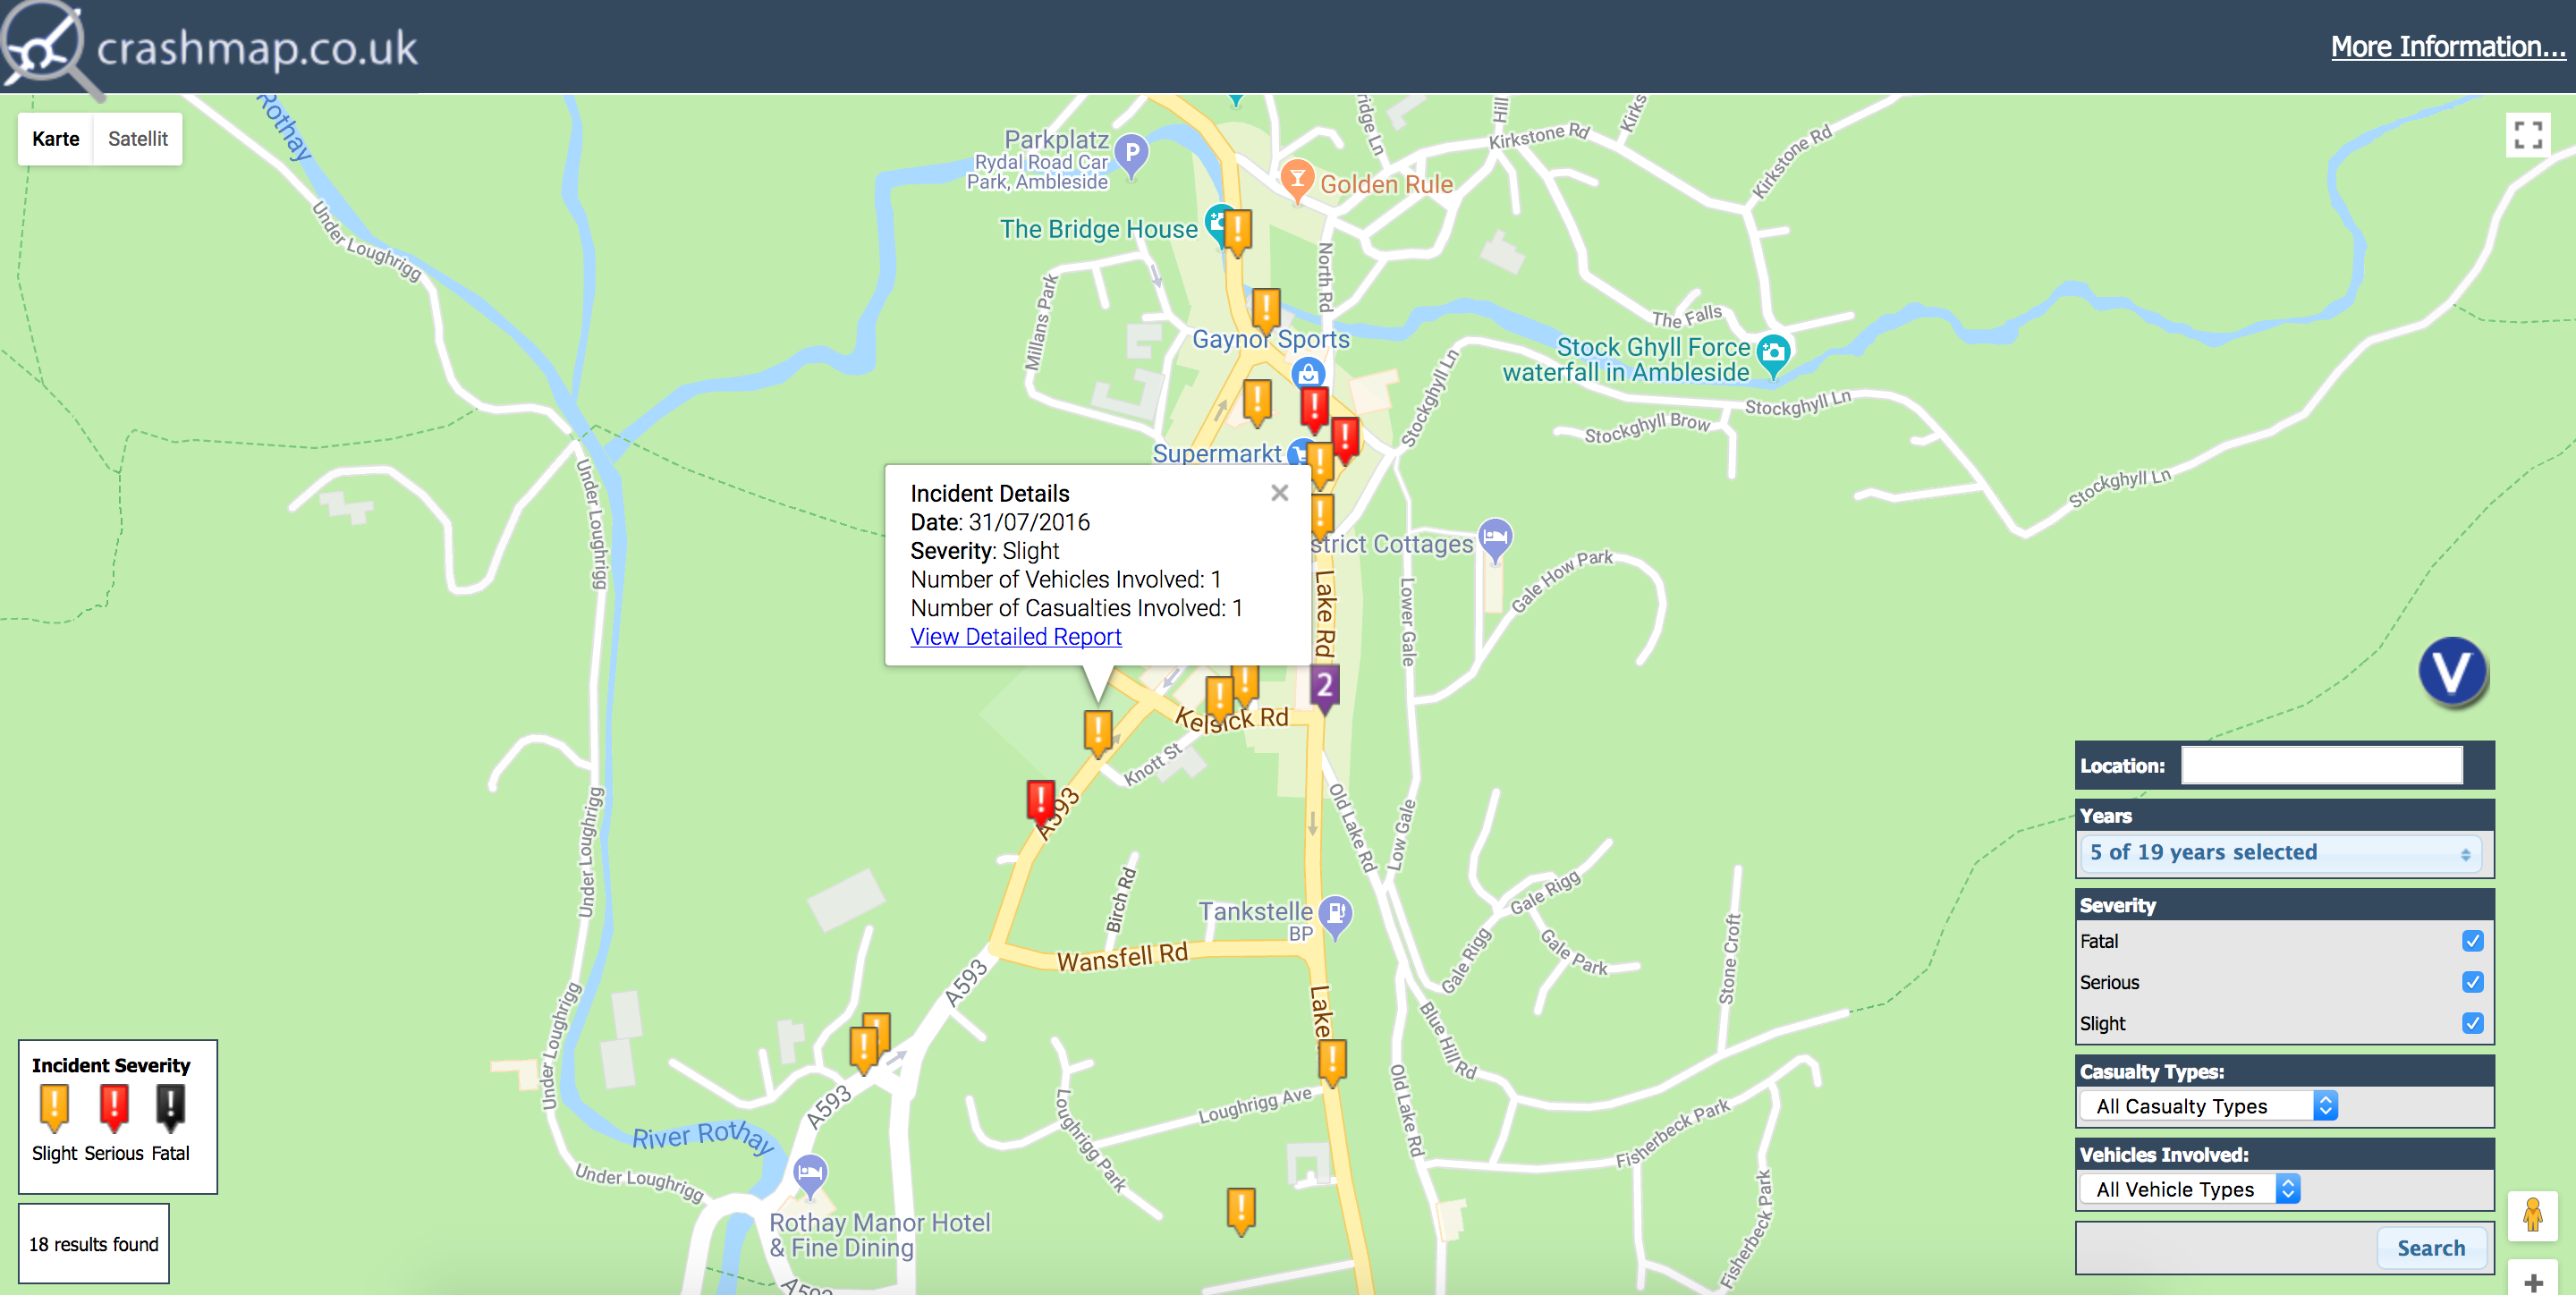 crashmap.co.uk
More Information...
Karte Satillit
Rothay
Under Loughrigg
Parkplatz
Rydal Road Car
Park, Ambleside
P
The Bridge House
Golden Rule
ridge Ln
Hill
Kirks
Kirkstone Rd
Kirkstone Rd
North Rd
Millans Park
Gaynor Sports
The Falls
Stock Ghyll Force
waterfall in Ambleside
Stockghyll Ln
Stockghyll Ln
Stockghyll Brow
Stockghyll Ln
Supermarkt
Under Loughrigg
Incident Details
Date: 31/07/2016
Severity: Slight
Number of Vehicles Involved: 1
Number of Casualties Involved: 1
View Detailed Report
strict Cottages
Gale How Park
Lake Rd
Lower Gale
2
Kelsick Rd
Knott St
A593
Old Lake Rd
Low Gale
Under Loughrigg
Birch Rd
Tankstelle
BP
Wansfell Rd
Gale Rigg
Gale Rigg
Gale Park
Stone Croft
A593
Lake
Blue Hill Rd
Under Loughrigg
A593
Loughrigg Ave
Loughrigg Park
Old Lake Rd
Fisherbeck Park
Fisherbeck Park
River Rothay
Under Loughrigg
Rothay Manor Hotel
& Fine Dining
A593
V
Location:
Years
5 of 19 years selected
Severity
Fatal
Serious
Slight
Casualty Types:
All Casualty Types
Vehicles Involved:
All Vehicle Types
Search
Incident Severity
Slight Serious Fatal
18 results found